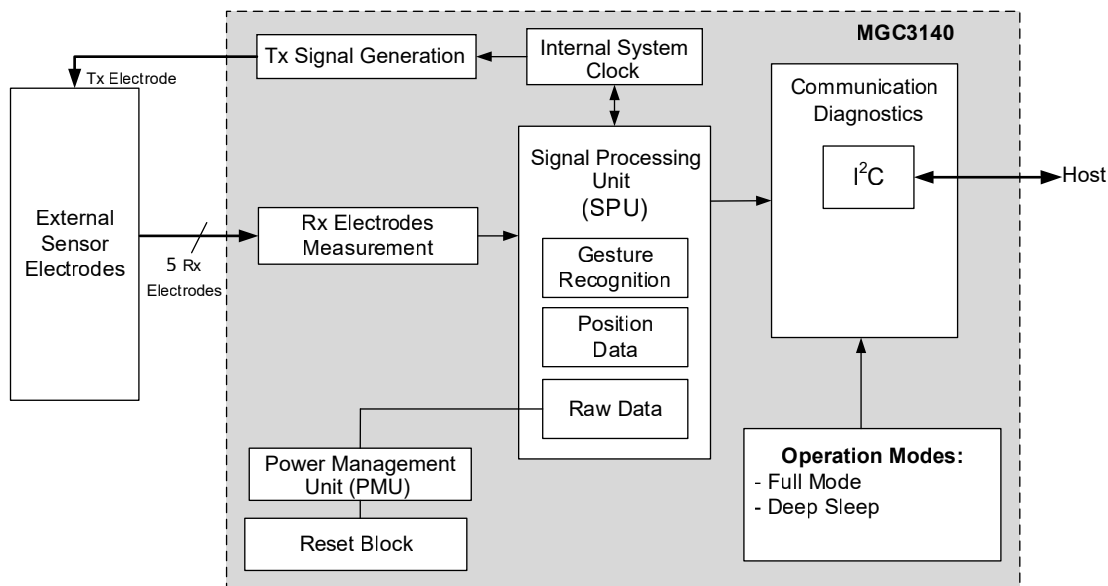 MGC3140
Tx Signal Generation
Internal System
Clock
Tx Electrode
Communication
Diagnostics
I²C
Host
Signal Processing
Unit
(SPU)
External
Sensor
Electrodes
5 Rx
Electrodes
Rx Electrodes
Measurement
Gesture
Recognition
Position
Data
Raw Data
Power Management
Unit (PMU)
Reset Block
Operation Modes:
- Full Mode
- Deep Sleep